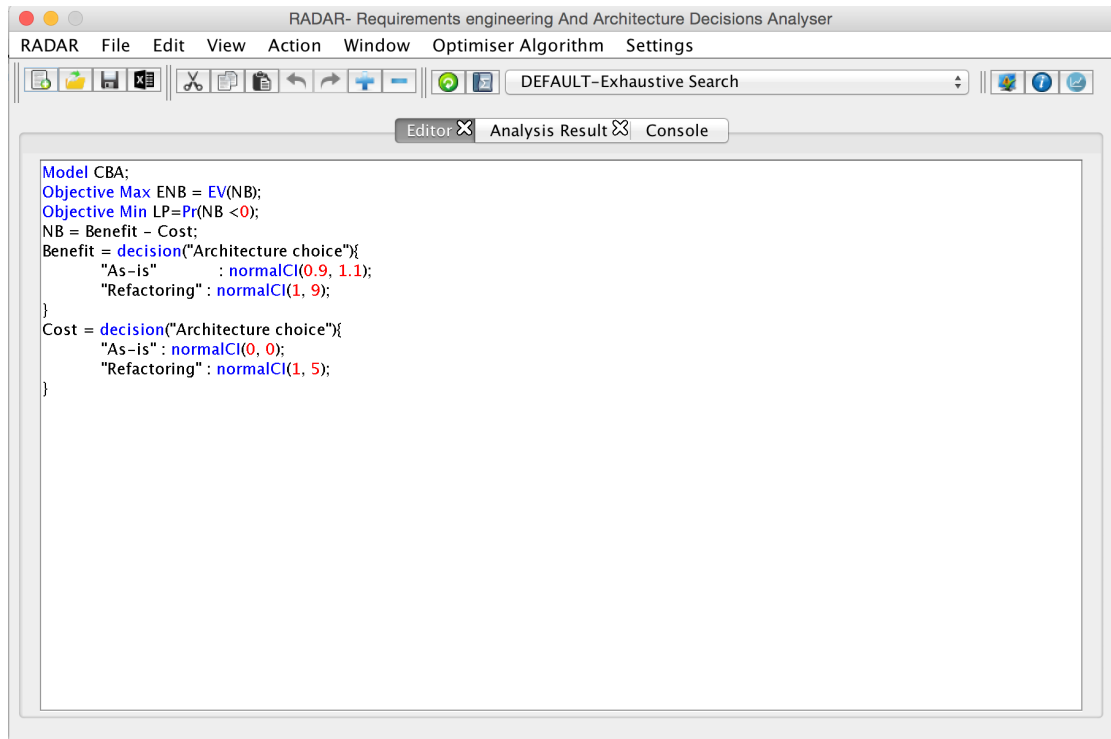 RADAR- Requirements engineering And Architecture Decisions Analyser
RADAR File Edit View Action Window Optimiser Algorithm Settings
DEFAULT-Exhaustive Search
Editor Analysis Result Console
Model CBA;
Objective Max ENB = EV(NB);
Objective Min LP=Pr(NB <0);
NB = Benefit - Cost;
Benefit = decision("Architecture choice"){
"As-is" : normalCI(0.9, 1.1);
"Refactoring" : normalCI(1, 9);
}
Cost = decision("Architecture choice"){
"As-is" : normalCI(0, 0);
"Refactoring" : normalCI(1, 5);
}